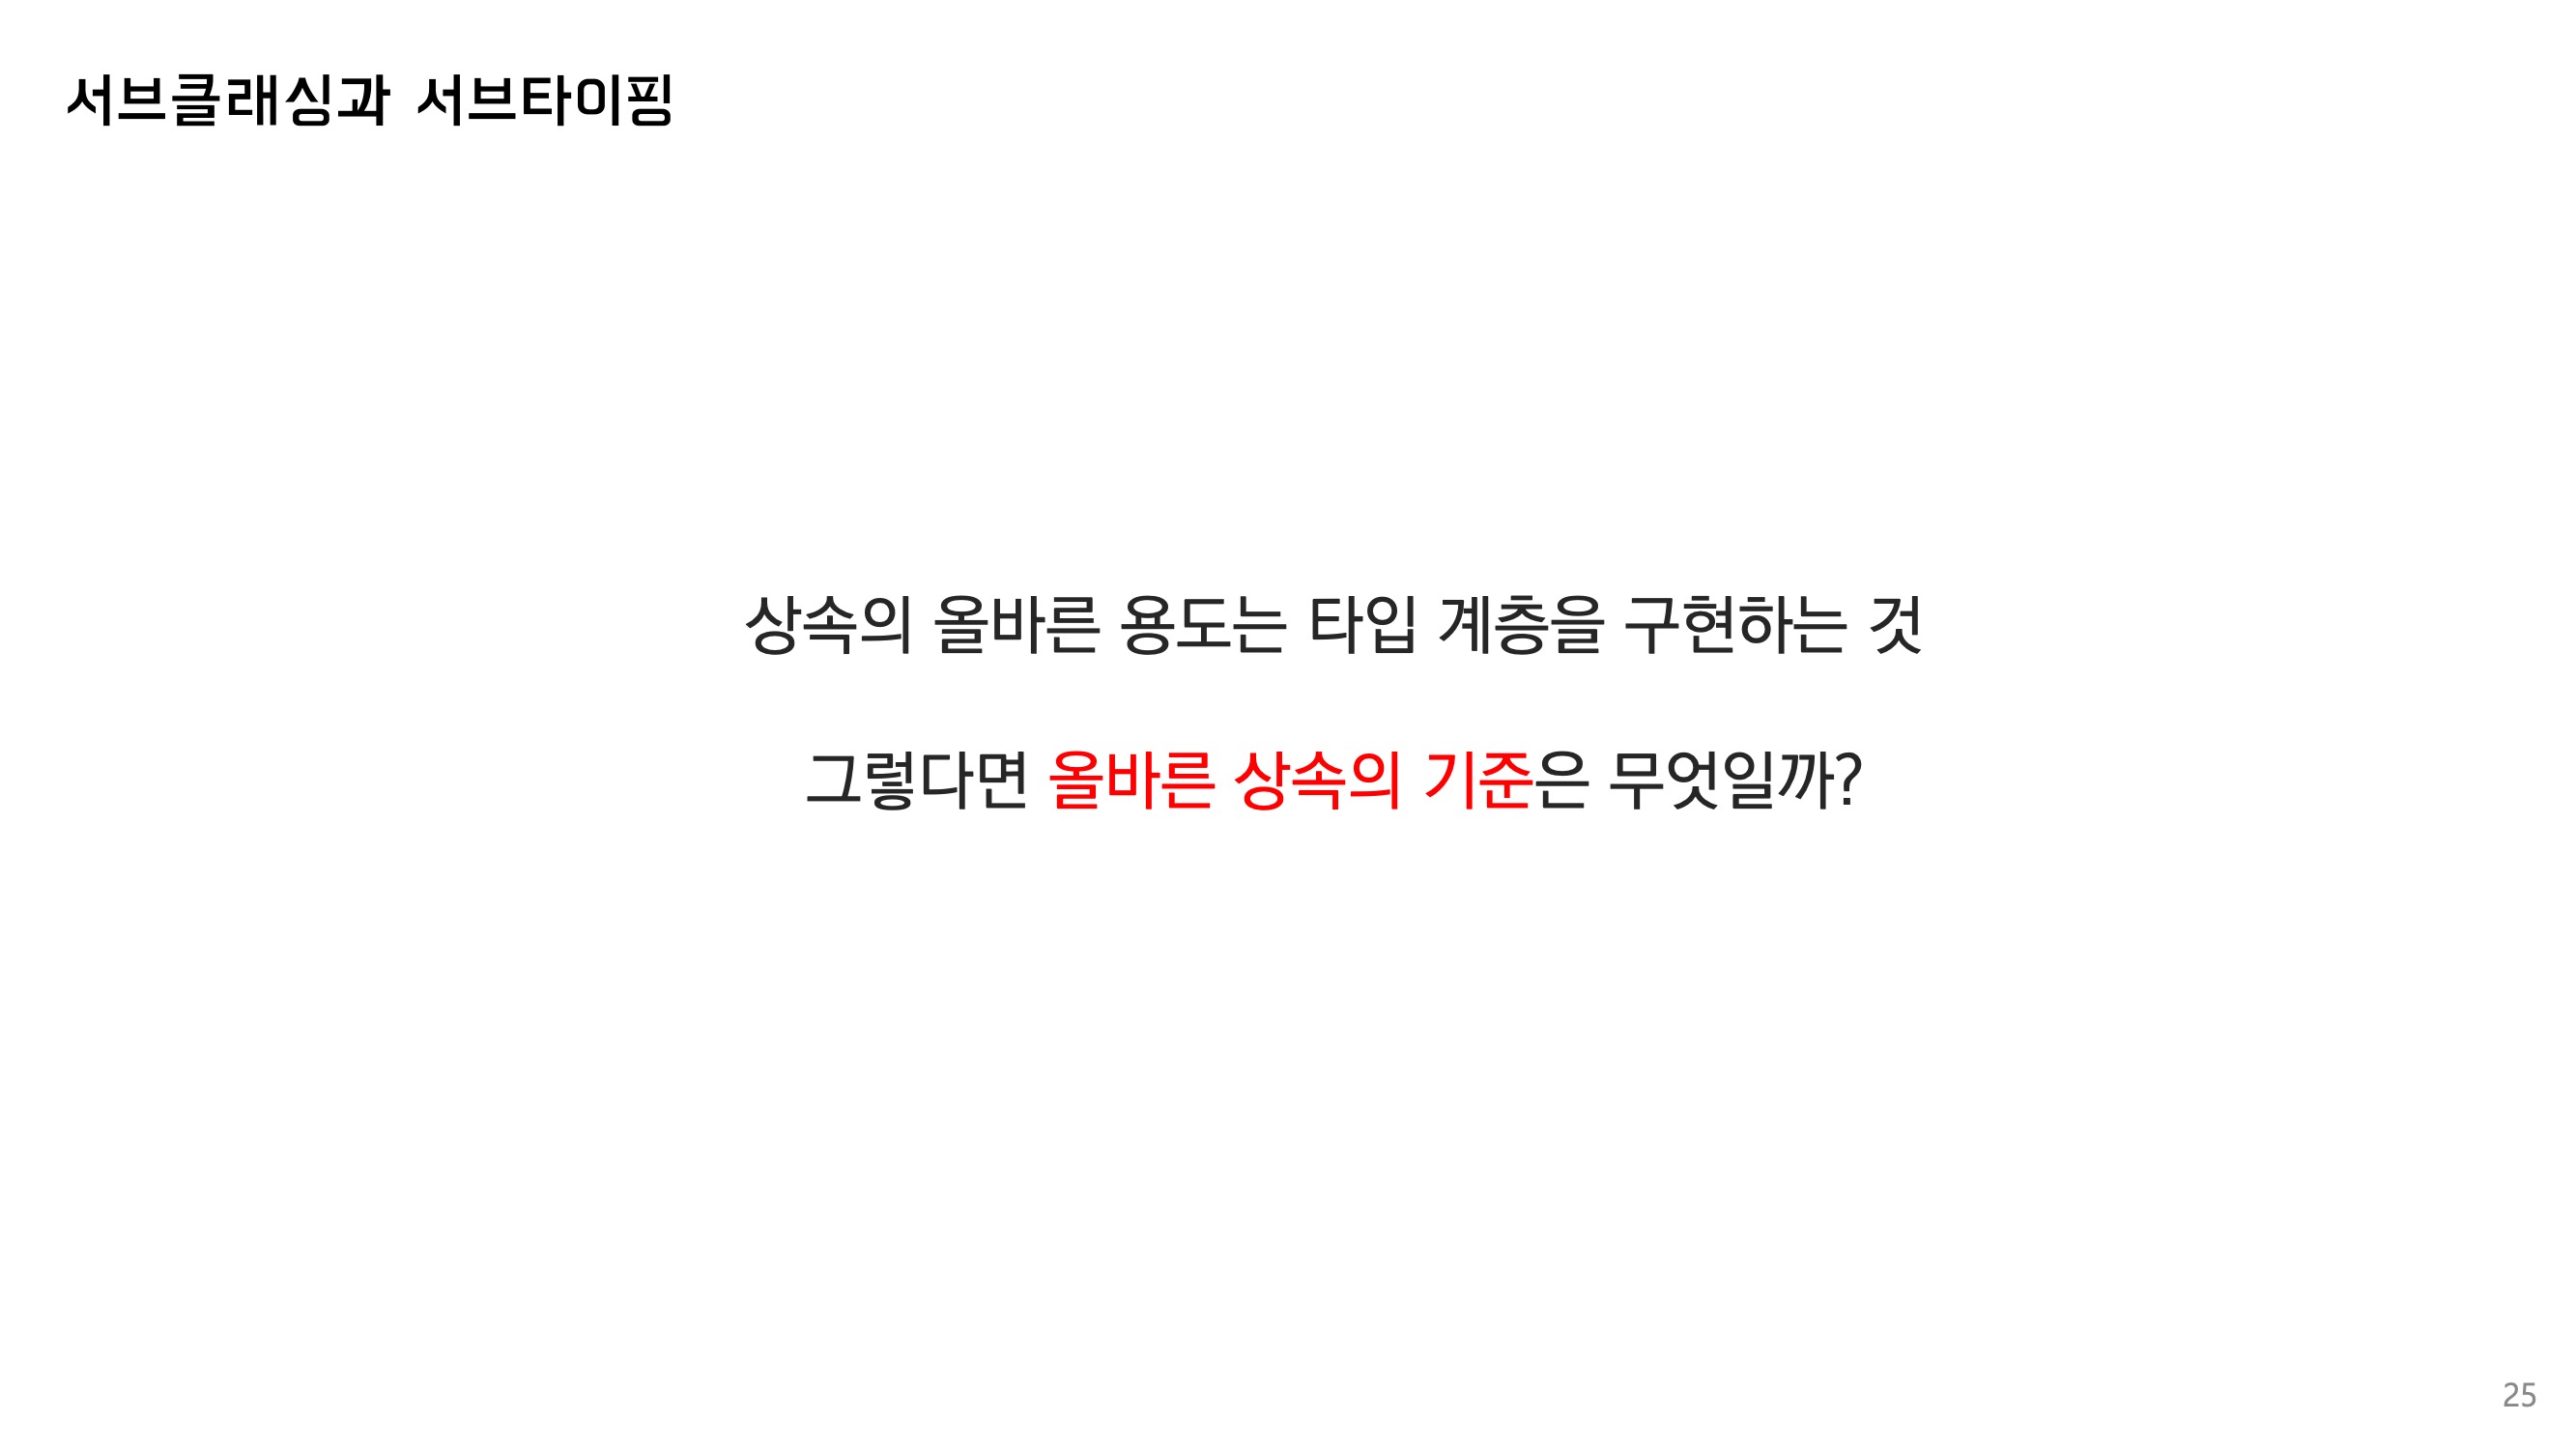 서브클래싱과 서브타이핑
상속의 올바른 용도는 타입 계층을 구현하는 것
그렇다면 올바른 상속의 기준은 무엇일까?
25